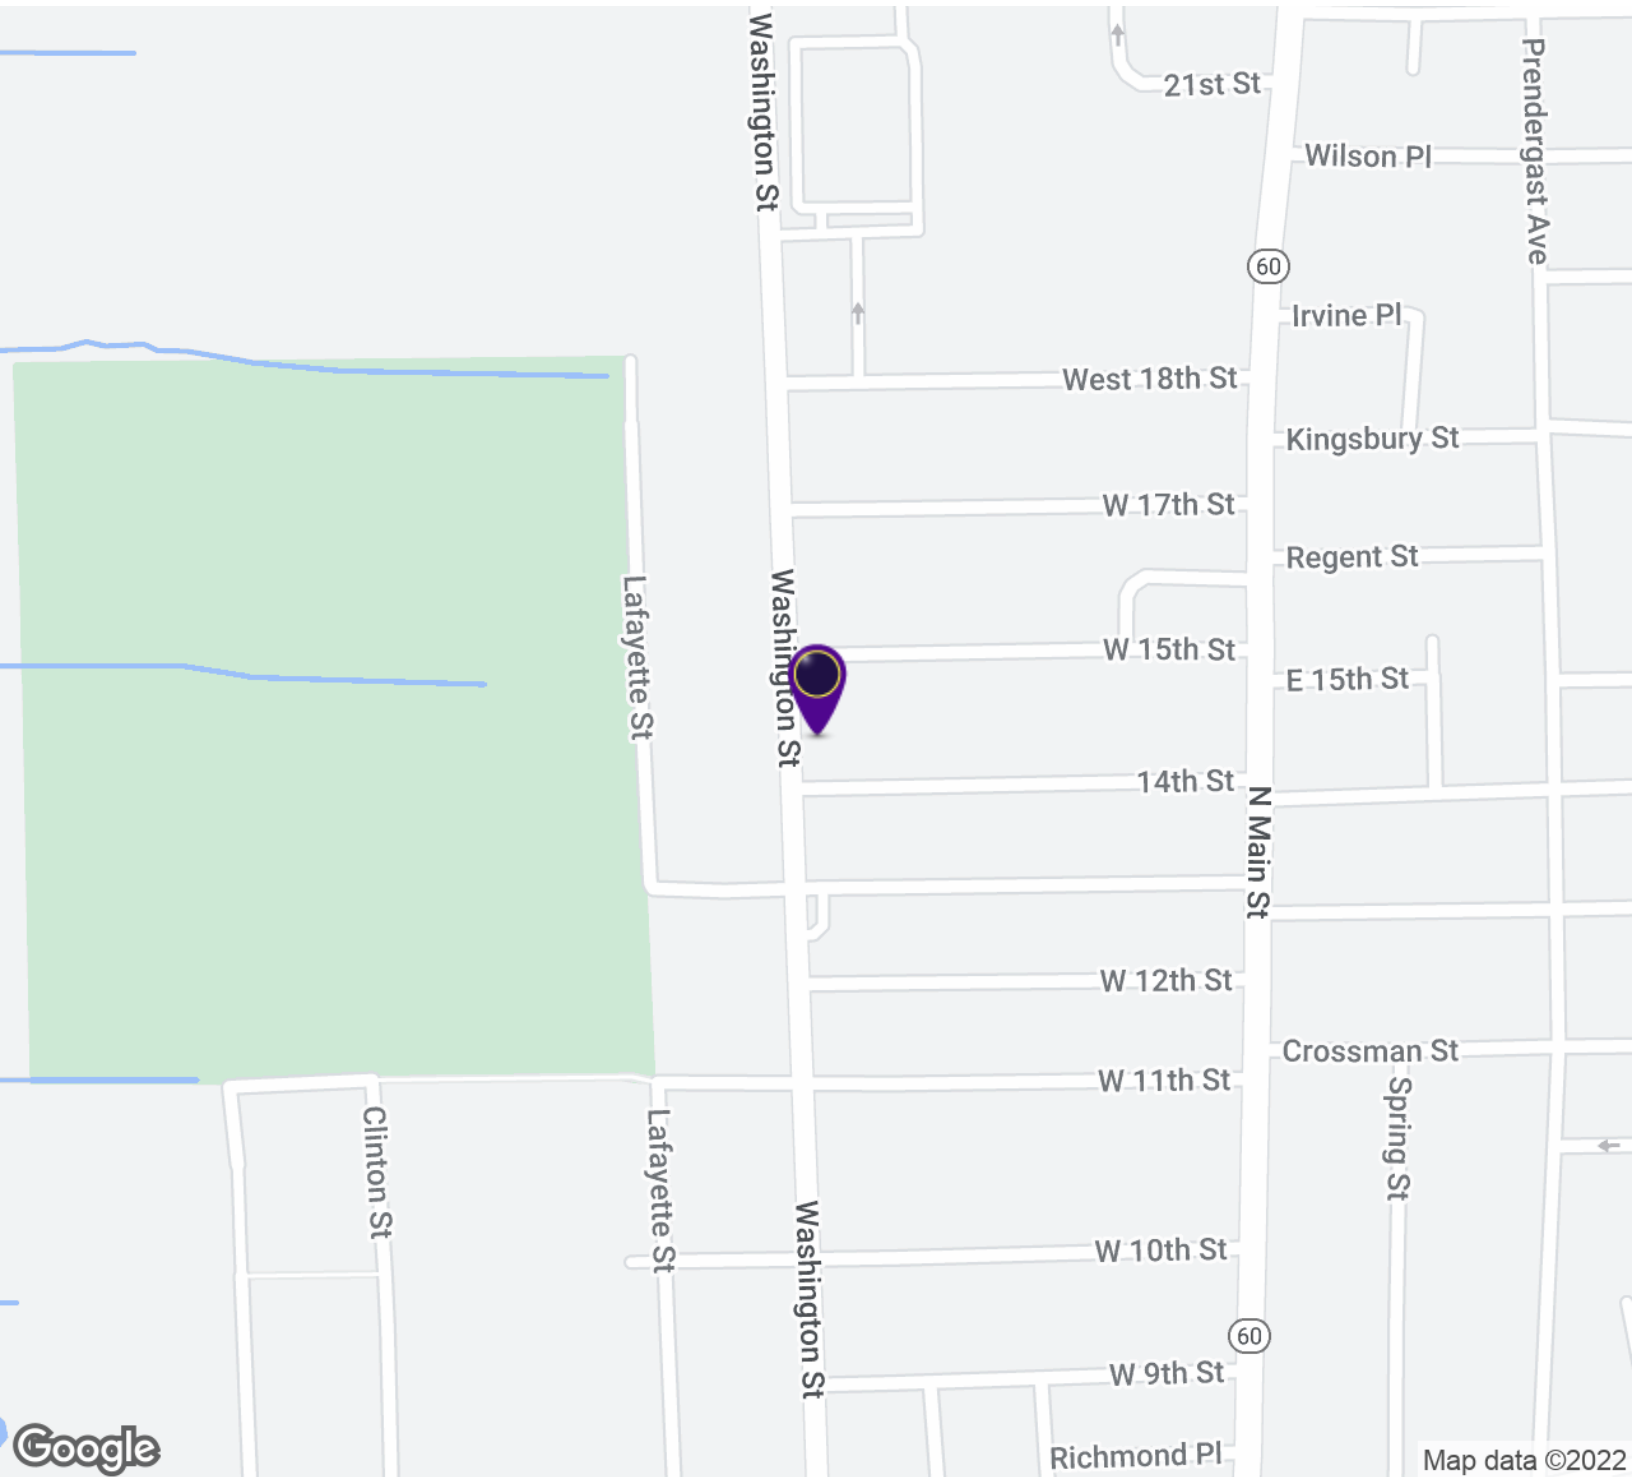 Washington St
21st St
Prendergast Ave
Wilson Pl
60
Irvine Pl
West 18th St
Kingsbury St
W 17th St
Regent St
Lafayette St
Washington St
W 15th St
E 15th St
14th St
N Main St
W 12th St
Crossman St
W 11th St
Spring St
Clinton St
Lafayette St
Washington St
W 10th St
60
W 9th St
Richmond Pl
Google
Map data ©2022